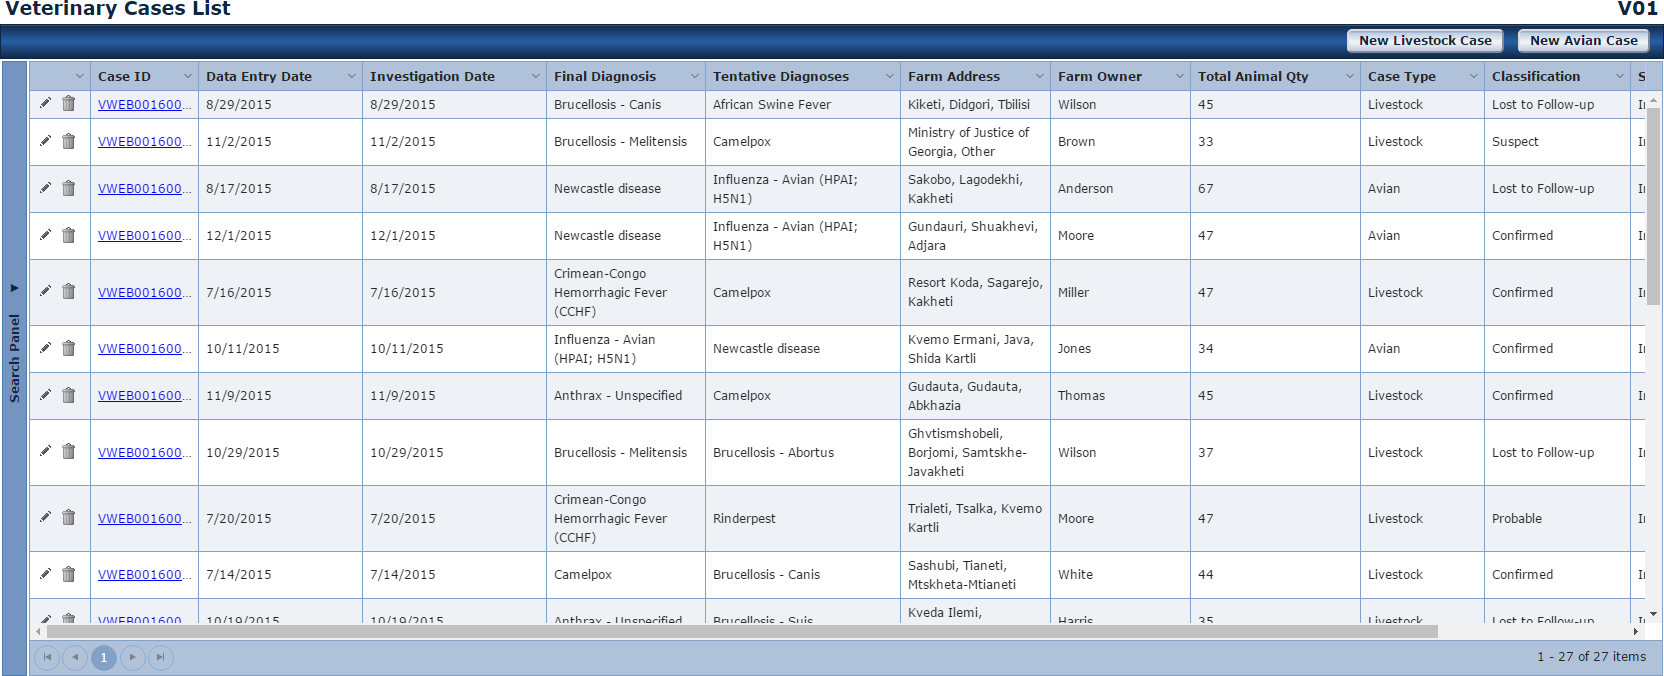 Veterinary Cases List V01
New Livestock Case New Avian Case
Case ID Data Entry Date Investigation Date Final Diagnosis Tentative Diagnoses Farm Address Farm Owner Total Animal Qty Case Type Classification S
VWEB001600... 8/29/2015 8/29/2015 Brucellosis - Canis African Swine Fever Kiketi, Didgori, Tbilisi Wilson 45 Livestock Lost to Follow-up
VWEB001600... 11/2/2015 11/2/2015 Brucellosis - Melitensis Camelpox Ministry of Justice of
Georgia, Other Brown 33 Livestock Suspect
VWEB001600... 8/17/2015 8/17/2015 Newcastle disease Influenza - Avian (HPAI;
H5N1) Sakobo, Lagodekhi,
Kakheti Anderson 67 Avian Lost to Follow-up
VWEB001600... 12/1/2015 12/1/2015 Newcastle disease Influenza - Avian (HPAI;
H5N1) Gundauri, Shuakhevi,
Adjara Moore 47 Avian Confirmed
VWEB001600... 7/16/2015 7/16/2015 Crimean-Congo
Hemorrhagic Fever
(CCHF) Camelpox Resort Koda, Sagarejo,
Kakheti Miller 47 Livestock Confirmed
VWEB001600... 10/11/2015 10/11/2015 Influenza - Avian
(HPAI; H5N1) Newcastle disease Kvemo Ermani, Java,
Shida Kartli Jones 34 Avian Confirmed
VWEB001600... 11/9/2015 11/9/2015 Anthrax - Unspecified Camelpox Gudauta, Gudauta,
Abkhazia Thomas 45 Livestock Confirmed
VWEB001600... 10/29/2015 10/29/2015 Brucellosis - Melitensis Brucellosis - Abortus Ghvtismshobeli,
Borjomi, Samtskhe-
Javakheti Wilson 37 Livestock Lost to Follow-up
VWEB001600... 7/20/2015 7/20/2015 Crimean-Congo
Hemorrhagic Fever
(CCHF) Rinderpest Trialeti, Tsalka, Kvemo
Kartli Moore 47 Livestock Probable
VWEB001600... 7/14/2015 7/14/2015 Camelpox Brucellosis - Canis Sashubi, Tianeti,
Mtskheta-Mtianeti White 44 Livestock Confirmed
VWEB001600... 10/19/2015 10/19/2015 Anthrax - Unspecified Brucellosis - Suis Kveda Ilemi, Harris 35 Livestock Lost to Follow-up
Search Panel
1 1 - 27 of 27 items